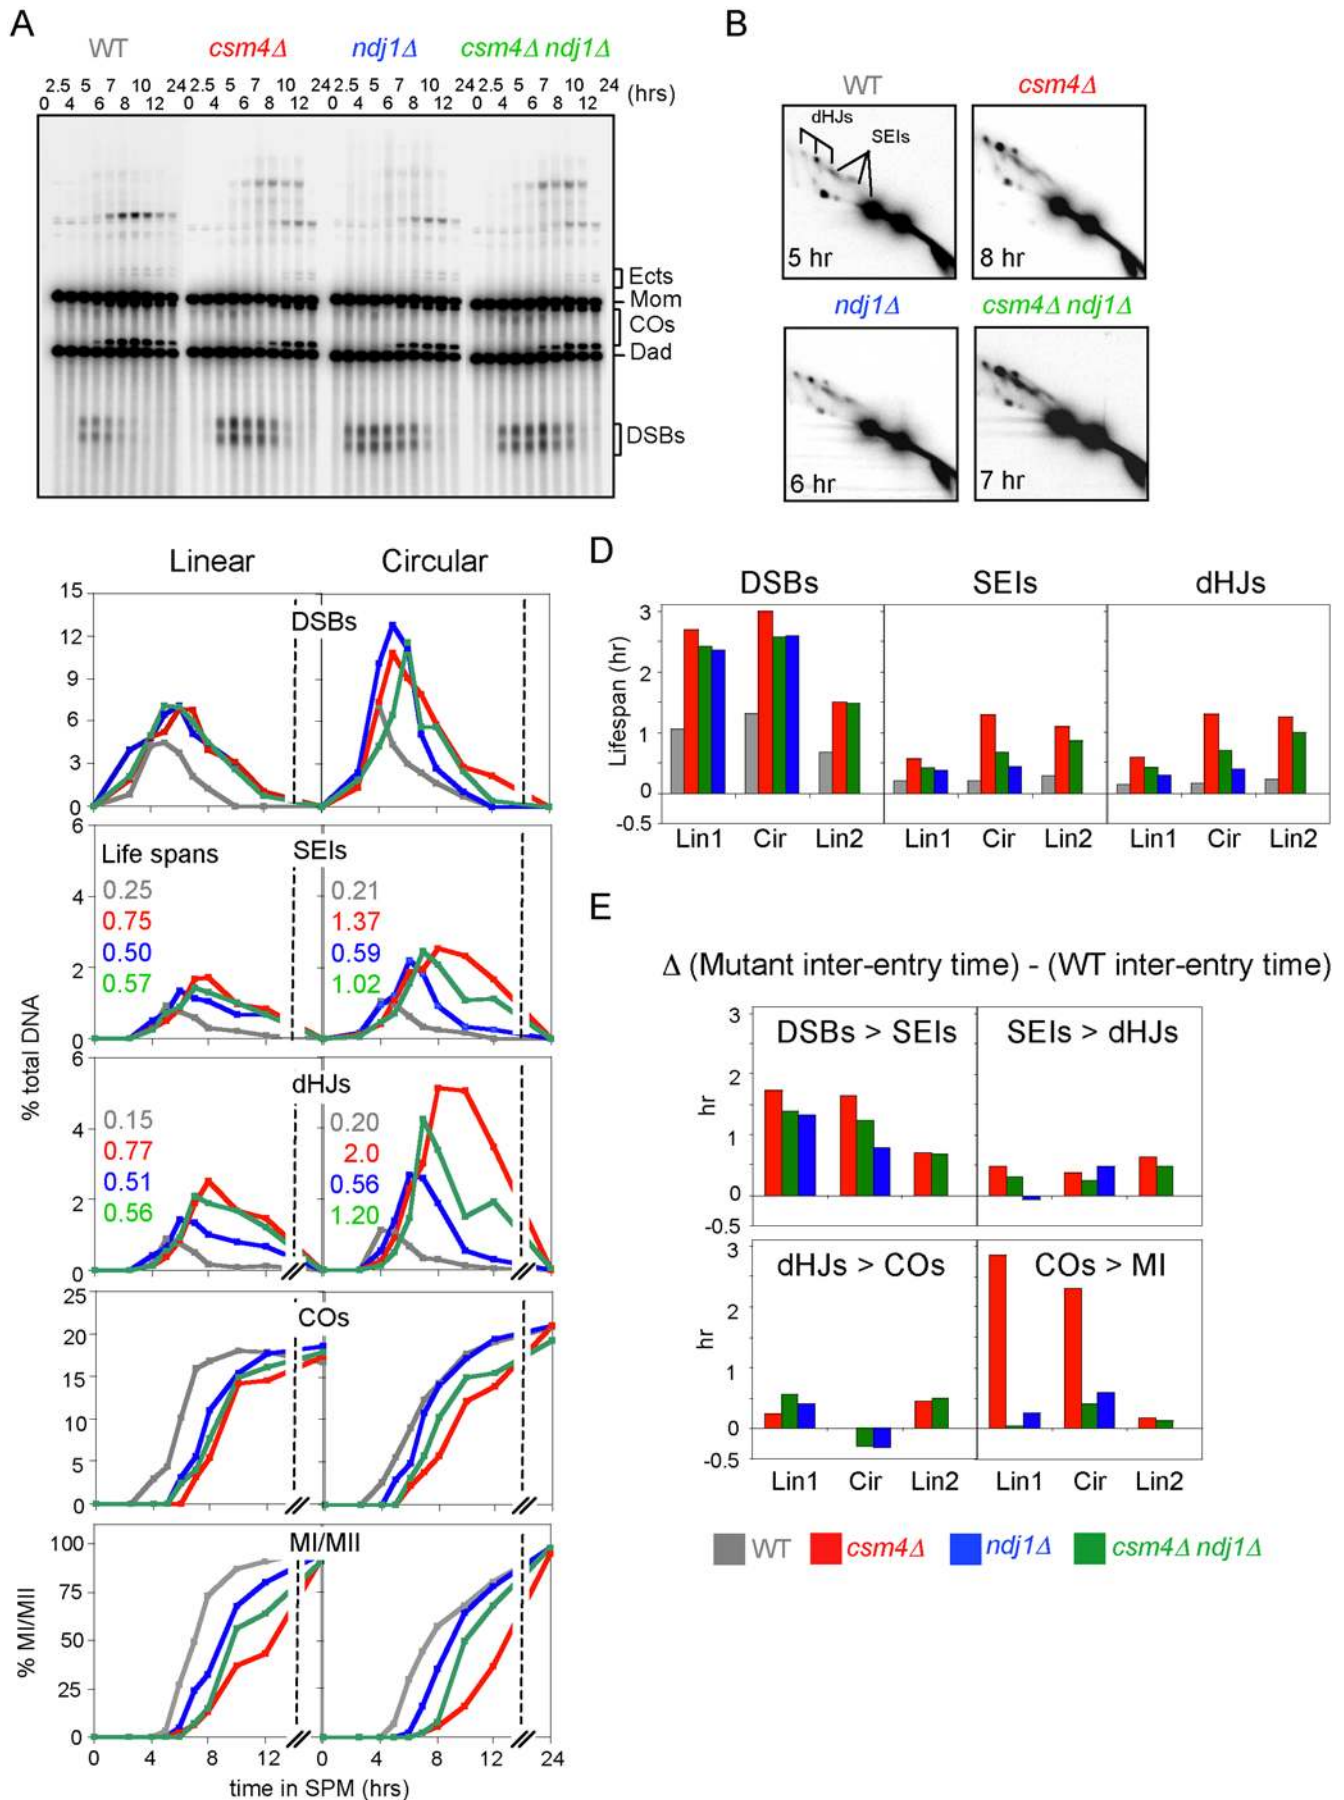 A
WT csm4Δ ndj1Δ csm4Δ ndj1Δ
2.5 5 7 10 24 2.5 5 7 10 24 2.5 5 7 10 24 2.5 5 7 10 24
0 4 6 8 12 0 4 6 8 12 0 4 6 8 12 0 4 6 8 12 (hrs)
Ects
Mom
COs
Dad
DSBs
B
WT csm4Δ
dHJs
SEIs
5 hr 8 hr
ndj1Δ csm4Δ ndj1Δ
6 hr 7 hr
Linear Circular
15
12
9
6
3
0
DSBs
6
4
2
0
SEIs
Life spans
0.25 0.21
0.75 1.37
0.50 0.59
0.57 1.02
% total DNA
6
4
2
0
dHJs
0.15 0.20
0.77 2.0
0.51 0.56
0.56 1.20
25
20
15
10
5
0
COs
100
75
50
25
0
MI/MII
% MI/MII
0 4 8 12 0 4 8 12 24
time in SPM (hrs)
D
DSBs SEIs dHJs
Lifespan (hr)
3
2
1
0
-0.5
Lin1 Cir Lin2 Lin1 Cir Lin2 Lin1 Cir Lin2
E
Δ (Mutant inter-entry time) - (WT inter-entry time)
DSBs > SEIs SEIs > dHJs
hr
3
2
1
0
-0.5
dHJs > COs COs > MI
hr
3
2
1
0
-0.5
Lin1 Cir Lin2 Lin1 Cir Lin2
WT csm4Δ ndj1Δ csm4Δ ndj1Δ